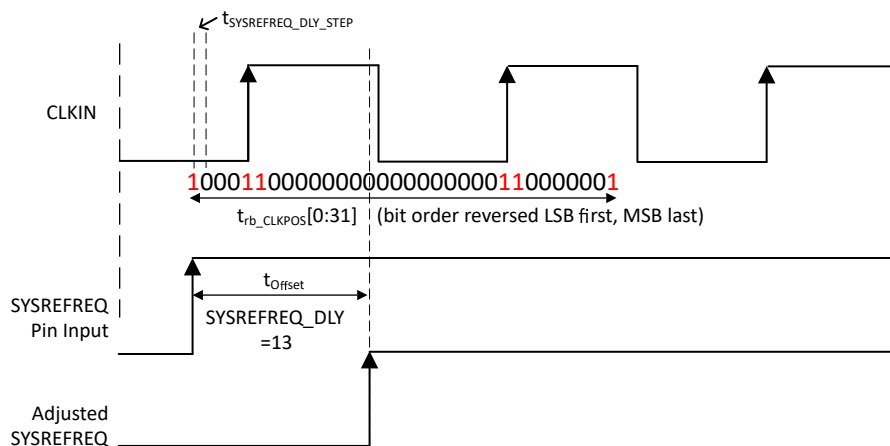 tSYSREFREQ_DLY_STEP
CLKIN
10001100000000000000000110000001
trb_CLKPOS[0:31] (bit order reversed LSB first, MSB last)
tOffset
SYSREFREQ
Pin Input
SYSREFREQ_DLY
=13
Adjusted
SYSREFREQ